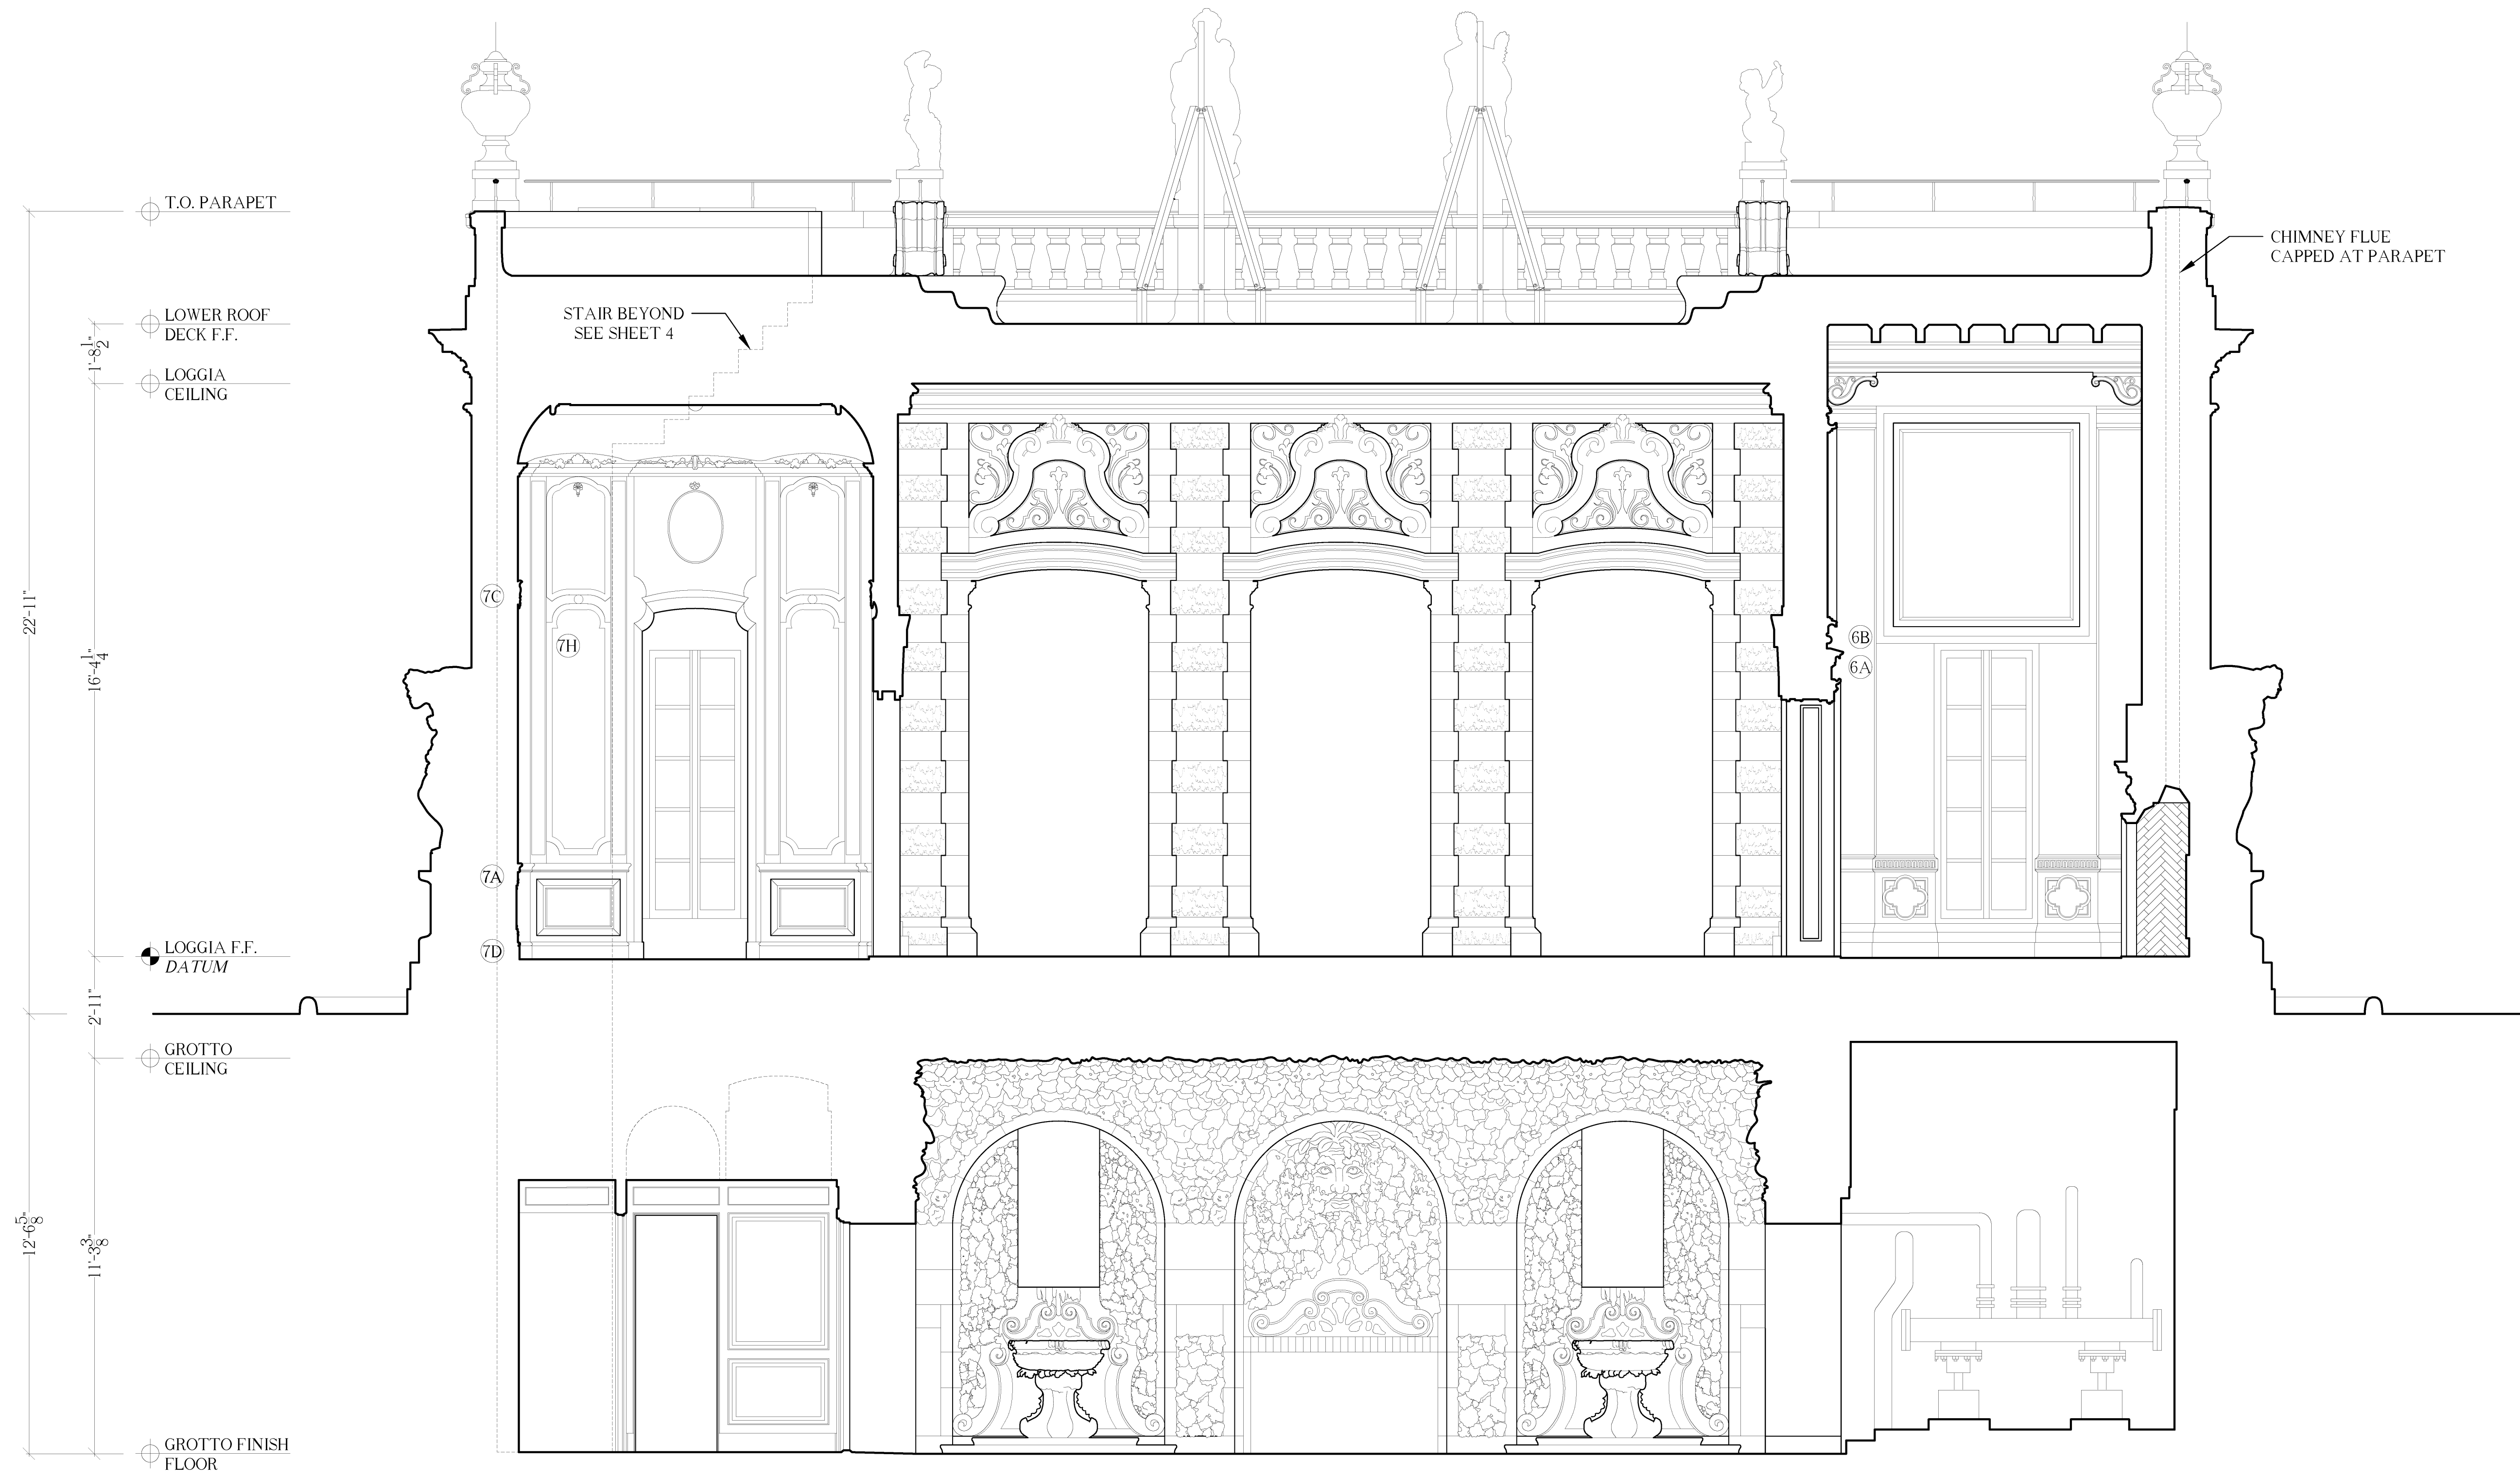 T.O. PARAPET
LOWER ROOF
DECK F.F.
LOGGIA
CEILING
LOGGIA F.F.
DATUM
GROTTO
CEILING
GROTTO FINISH
FLOOR
22'-11"
12'-6 5/8"
1'-8 1/2"
16'-4 1/4"
2'-11"
11'-3 3/8"
STAIR BEYOND
SEE SHEET 4
CHIMNEY FLUE
CAPPED AT PARAPET
7C
7H
7A
7D
6B
6A